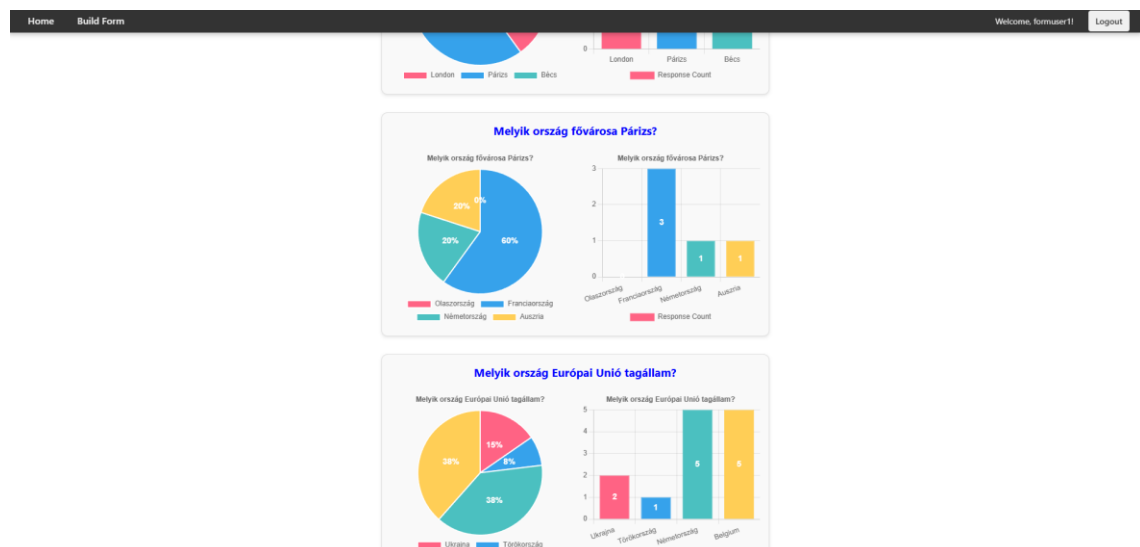 Home Build Form Welcome, formuser1! Logout
0
London Párizs Bécs
London Párizs Bécs Response Count
Melyik ország fővárosa Párizs?
Melyik ország fővárosa Párizs?
20% 0%
20% 60%
Olaszország Franciaország
Németország Auszria
Melyik ország fővárosa Párizs?
3
2
1
0
3 1 1
Olaszország Franciaország Németország Auszria
Response Count
Melyik ország Európai Unió tagállam?
Melyik ország Európai Unió tagállam?
15%
38% 8%
38%
Ukrajna Törökország
Melyik ország Európai Unió tagállam?
5
4
3
2
1
0
2 1 5 5
Ukrajna Törökország Németország Belgium